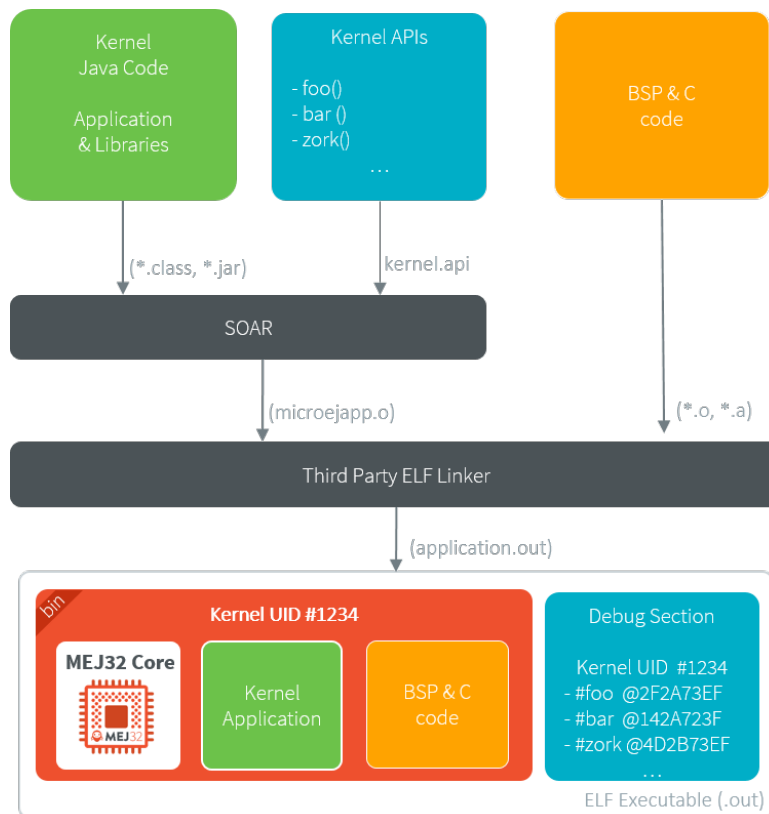 Kernel
Java Code
Application
& Libraries
Kernel APIs
- foo()
- bar ()
- zork()
...
BSP & C
code
(*.class, *.jar)
kernel.api
SOAR
(microejapp.o)
(*.o, *.a)
Third Party ELF Linker
(application.out)
bin
Kernel UID #1234
MEJ32 Core
MEJ32
Kernel
Application
BSP & C
code
Debug Section
Kernel UID #1234
- #foo @2F2A73EF
- #bar @142A723F
- #zork @4D2B73EF
...
ELF Executable (.out)